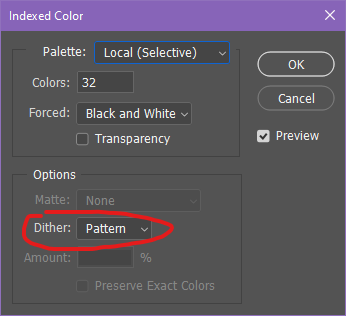 Indexed Color
Palette: Local (Selective)
Colors: 32
Forced: Black and White
Transparency
OK
Cancel
Preview
Options
Matte: None
Dither: Pattern
Amount: %
Preserve Exact Colors